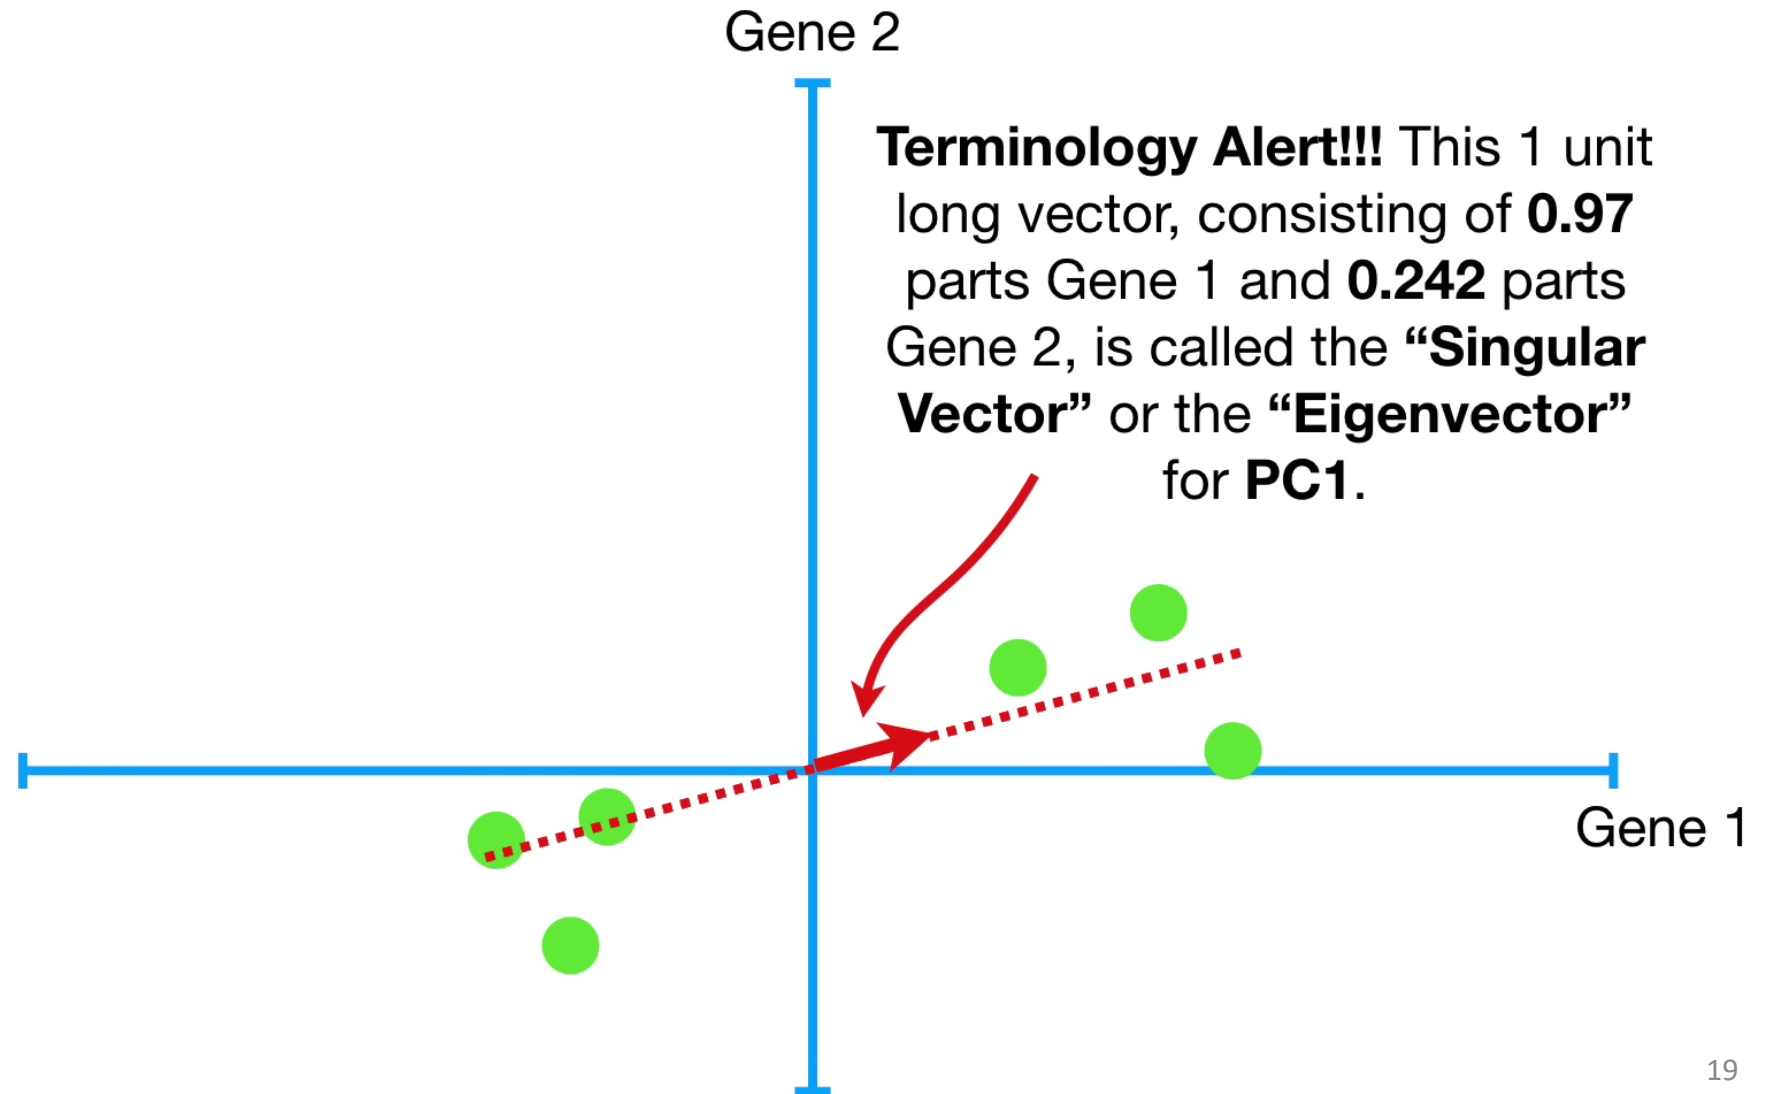 Gene 2
Terminology Alert!!! This 1 unit
long vector, consisting of 0.97
parts Gene 1 and 0.242 parts
Gene 2, is called the “Singular
Vector” or the “Eigenvector”
for PC1.
Gene 1
19